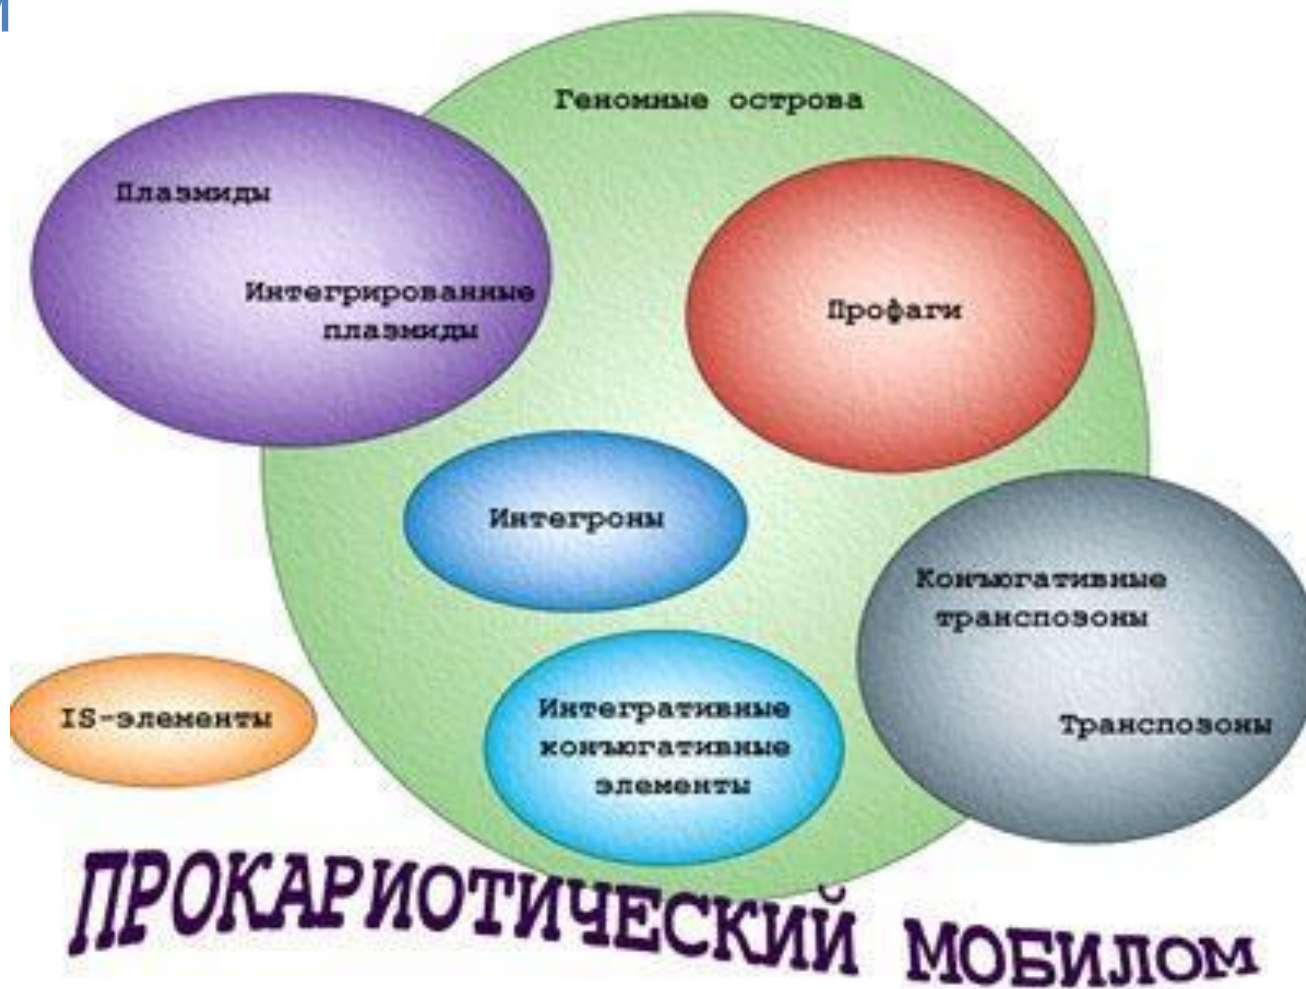 Геномные острова
Плазмиды
Интегрированные
плазмиды
Профаги
Интегроны
Конъюгативные
транспозоны
Транспозоны
IS-элементы
Интегративные
конъюгативные
элементы
ПРОКАРИОТИЧЕСКИЙ МОБИЛОМ